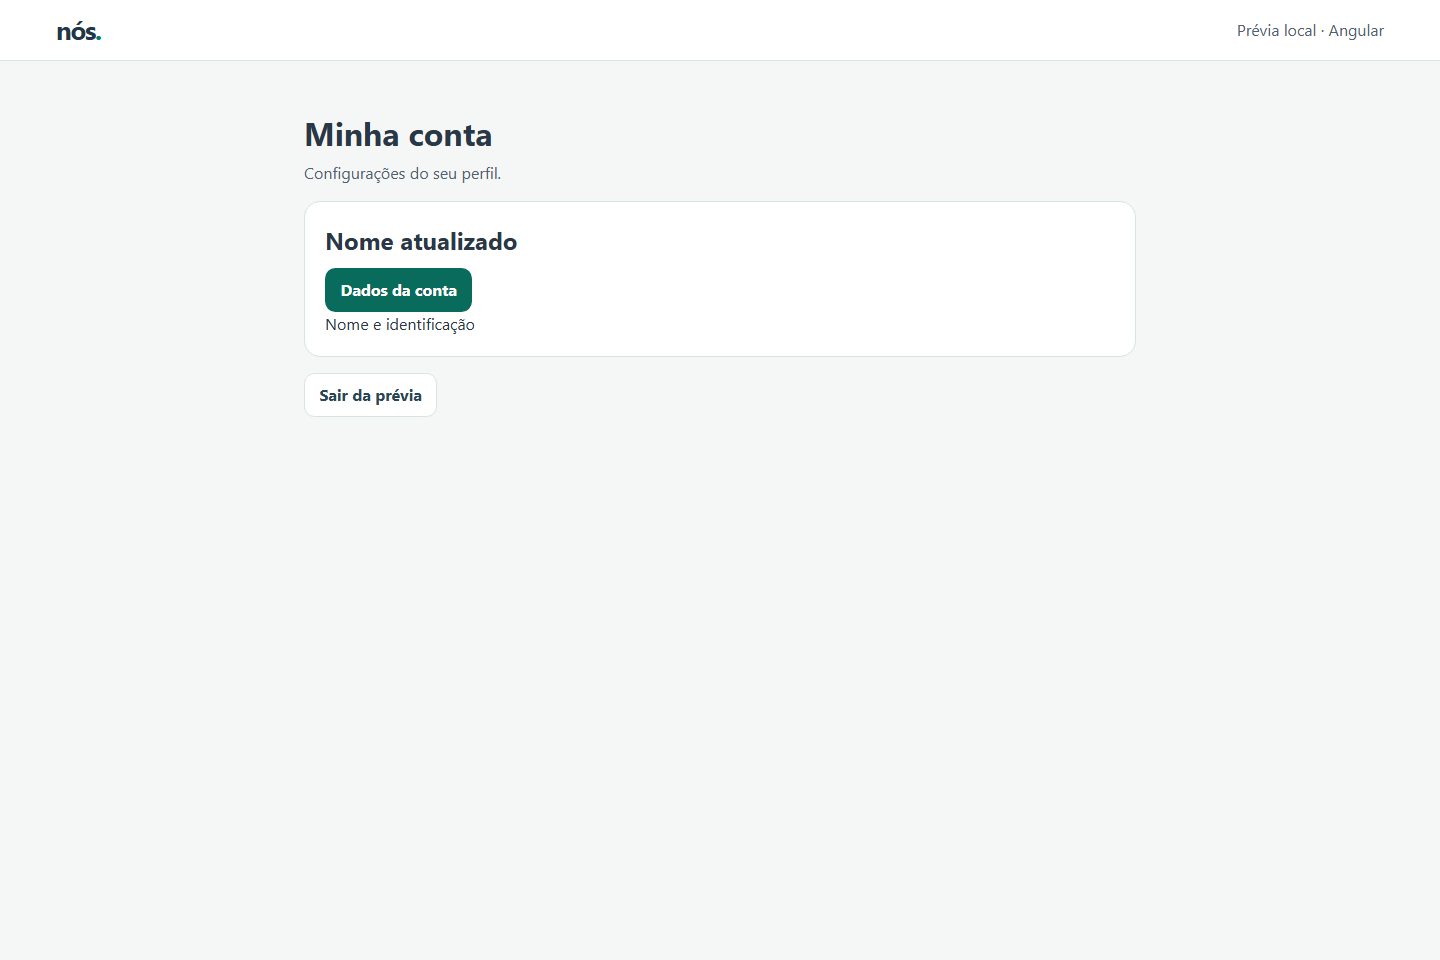 nós.
Prévia local · Angular
Minha conta
Configurações do seu perfil.
Nome atualizado
Dados da conta
Nome e identificação
Sair da prévia